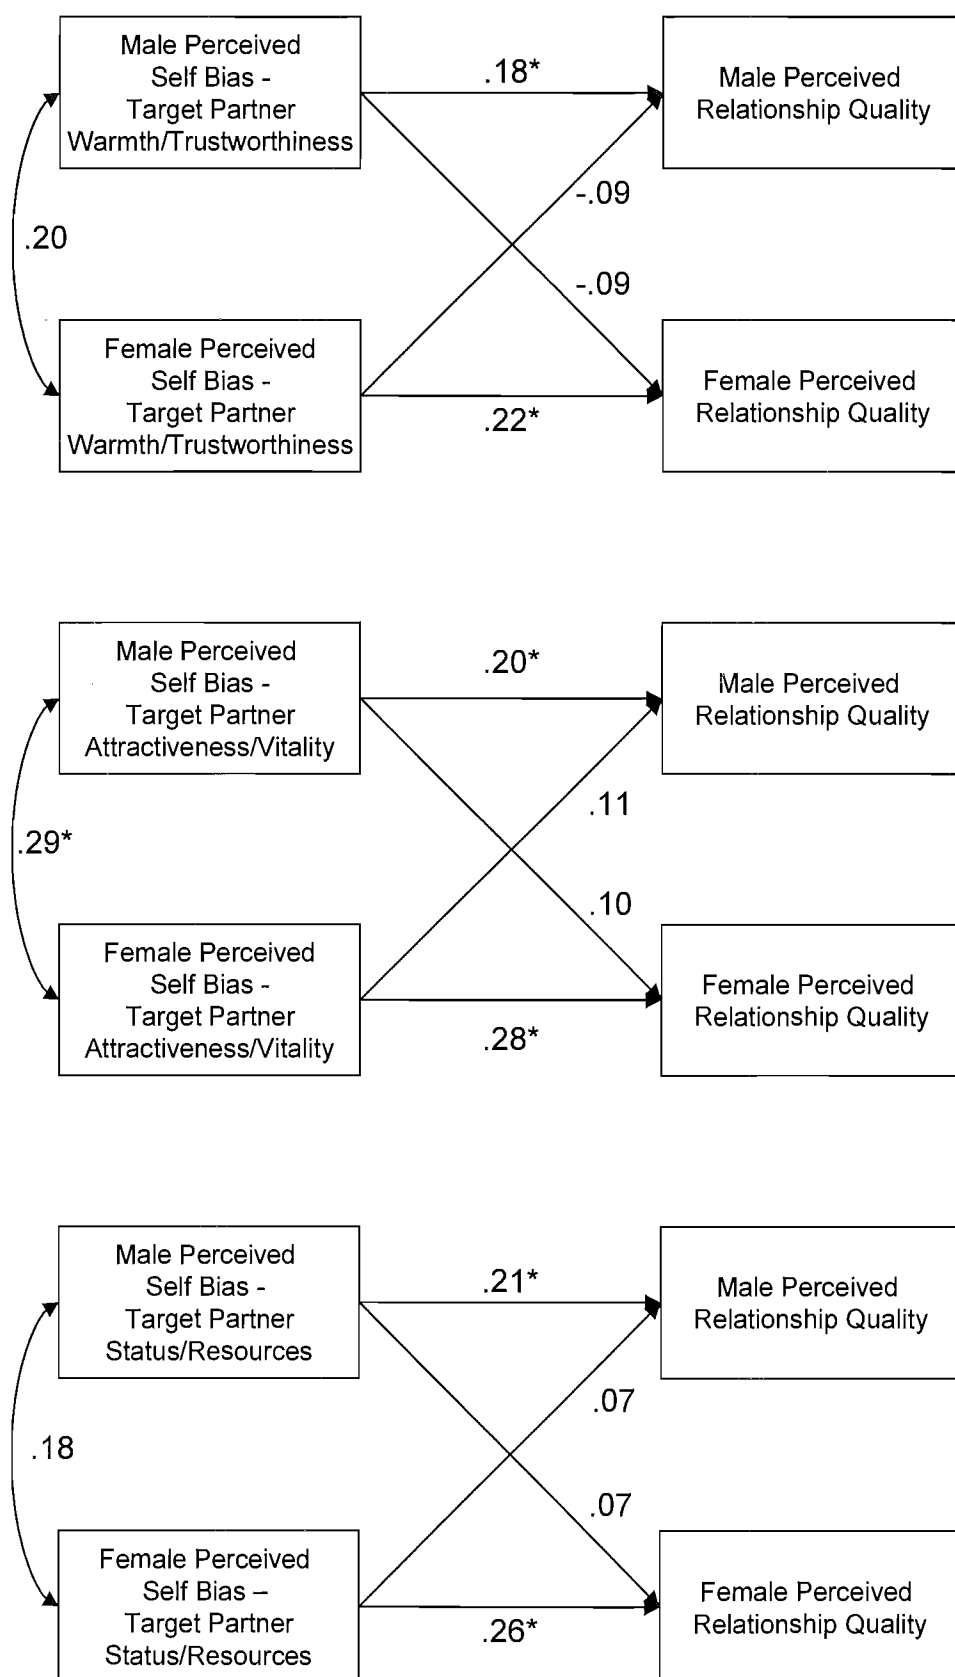 Male Perceived
Self Bias -
Target Partner
Warmth/Trustworthiness
.18*
Male Perceived
Relationship Quality
-.09
.20
-.09
Female Perceived
Self Bias -
Target Partner
Warmth/Trustworthiness
.22*
Female Perceived
Relationship Quality
Male Perceived
Self Bias -
Target Partner
Attractiveness/Vitality
.20*
Male Perceived
Relationship Quality
.11
.29*
.10
Female Perceived
Self Bias -
Target Partner
Attractiveness/Vitality
.28*
Female Perceived
Relationship Quality
Male Perceived
Self Bias -
Target Partner
Status/Resources
.21*
Male Perceived
Relationship Quality
.07
.18
.07
Female Perceived
Self Bias –
Target Partner
Status/Resources
.26*
Female Perceived
Relationship Quality